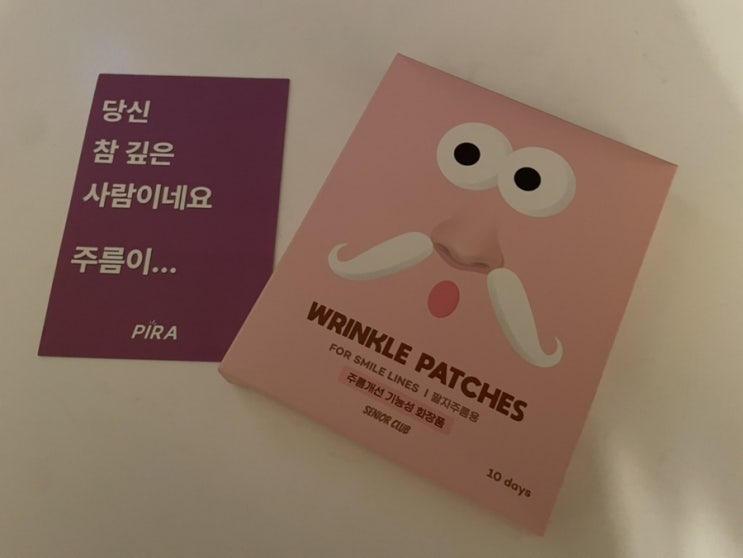 당신
참 깊은
사람이네요
주름이...
PIRA
WRINKLE PATCHES
FOR SMILE LINES | 팔자주름용
주름개선 기능성 화장품
SENIOR CLUB
10 days